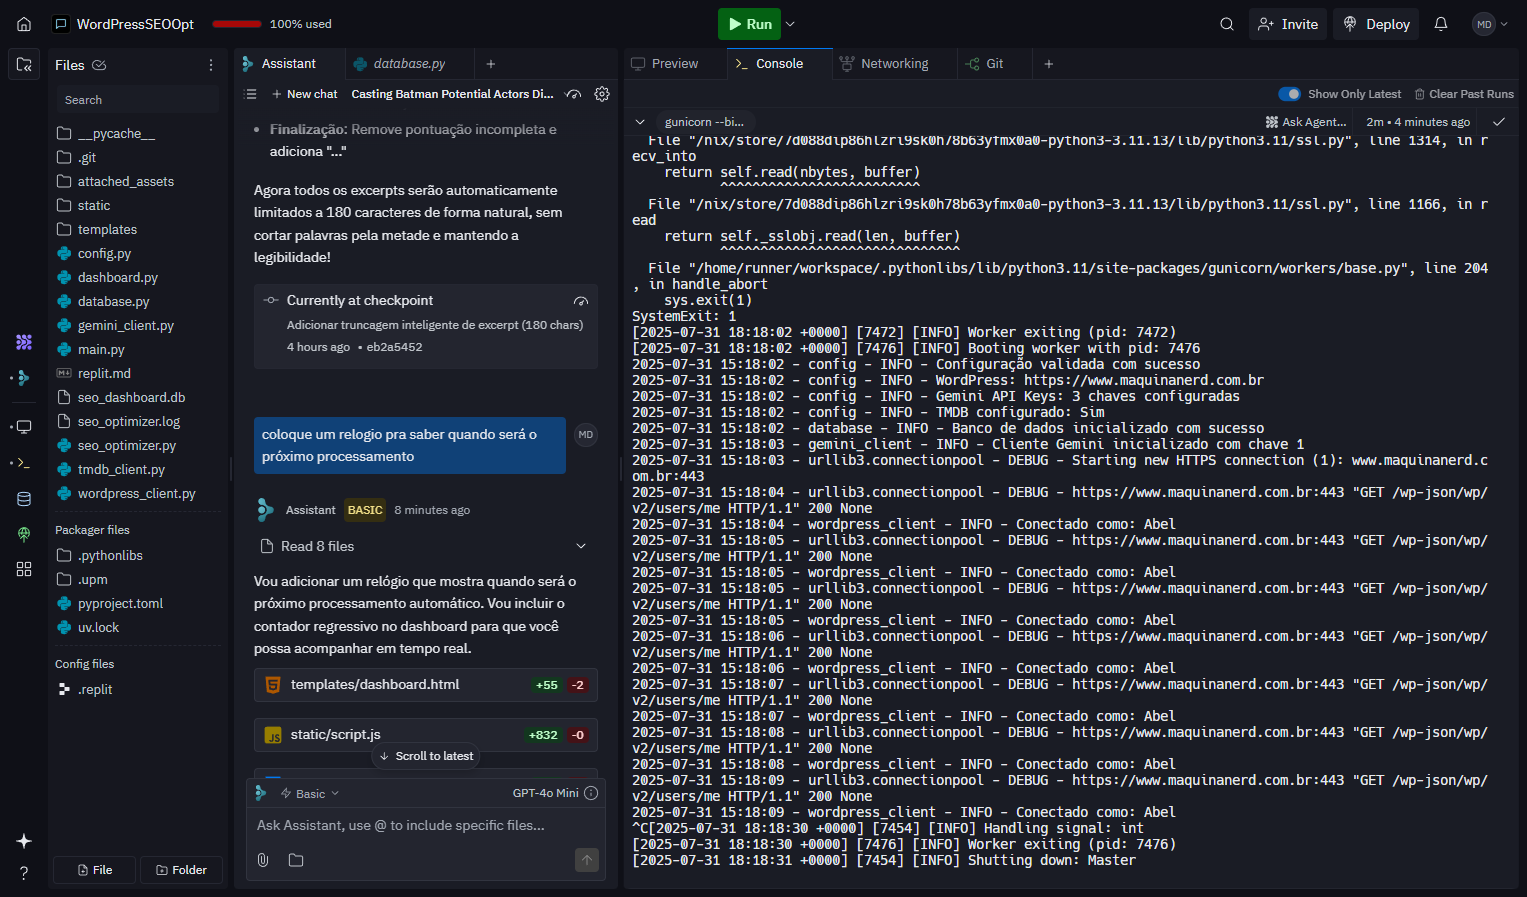 WordPressSEOOpt
100% used
Run
Invite
Deploy
MD
Files
Search
__pycache__
.git
attached_assets
static
templates
config.py
dashboard.py
database.py
gemini_client.py
main.py
replit.md
seo_dashboard.db
seo_optimizer.log
seo_optimizer.py
tmdb_client.py
wordpress_client.py
Packager files
.pythonlibs
.upm
pyproject.toml
uv.lock
Config files
.replit
File
Folder
Assistant
database.py
New chat
Casting Batman Potential Actors Di...
• Finalização: Remove pontuação incompleta e
adiciona "..."
Agora todos os excerpts serão automaticamente
limitados a 180 caracteres de forma natural, sem
cortar palavras pela metade e mantendo a
legibilidade!
Currently at checkpoint
Adicionar truncagem inteligente de excerpt (180 chars)
4 hours ago • eb2a5452
coloque um relogio pra saber quando será o
próximo processamento
MD
Assistant BASIC 8 minutes ago
Read 8 files
Vou adicionar um relógio que mostra quando será o
próximo processamento automático. Vou incluir o
contador regressivo no dashboard para que você
possa acompanhar em tempo real.
templates/dashboard.html +55 -2
JS static/script.js +832 -0
Scroll to latest
Basic
GPT-4o Mini
Ask Assistant, use @ to include specific files...
Preview
Console
Networking
Git
Show Only Latest
Clear Past Runs
gunicorn --bi...
Ask Agent...
2m • 4 minutes ago
File "/nix/store/7d088dip86hlzri9sk0h78b63yfmx0a0-python3-3.11.13/lib/python3.11/ssl.py", line 1314, in r
ecv_into
return self.read(nbytes, buffer)
^^^^^^^^^^^^^^^^^^^^^^^^^
File "/nix/store/7d088dip86hlzri9sk0h78b63yfmx0a0-python3-3.11.13/lib/python3.11/ssl.py", line 1166, in r
ead
return self._sslobj.read(len, buffer)
^^^^^^^^^^^^^^^^^^^^^^^^^^^^^^
File "/home/runner/workspace/.pythonlibs/lib/python3.11/site-packages/gunicorn/workers/base.py", line 204
, in handle_abort
sys.exit(1)
SystemExit: 1
[2025-07-31 18:18:02 +0000] [7472] [INFO] Worker exiting (pid: 7472)
[2025-07-31 18:18:02 +0000] [7476] [INFO] Booting worker with pid: 7476
2025-07-31 15:18:02 - config - INFO - Configuração validada com sucesso
2025-07-31 15:18:02 - config - INFO - WordPress: https://www.maquinanerd.com.br
2025-07-31 15:18:02 - config - INFO - Gemini API Keys: 3 chaves configuradas
2025-07-31 15:18:02 - config - INFO - TMDB configurado: Sim
2025-07-31 15:18:02 - database - INFO - Banco de dados inicializado com sucesso
2025-07-31 15:18:03 - gemini_client - INFO - Cliente Gemini inicializado com chave 1
2025-07-31 15:18:03 - urllib3.connectionpool - DEBUG - Starting new HTTPS connection (1): www.maquinanerd.c
om.br:443
2025-07-31 15:18:04 - urllib3.connectionpool - DEBUG - https://www.maquinanerd.com.br:443 "GET /wp-json/wp/
v2/users/me HTTP/1.1" 200 None
2025-07-31 15:18:04 - wordpress_client - INFO - Conectado como: Abel
2025-07-31 15:18:05 - urllib3.connectionpool - DEBUG - https://www.maquinanerd.com.br:443 "GET /wp-json/wp/
v2/users/me HTTP/1.1" 200 None
2025-07-31 15:18:05 - wordpress_client - INFO - Conectado como: Abel
2025-07-31 15:18:05 - urllib3.connectionpool - DEBUG - https://www.maquinanerd.com.br:443 "GET /wp-json/wp/
v2/users/me HTTP/1.1" 200 None
2025-07-31 15:18:05 - wordpress_client - INFO - Conectado como: Abel
2025-07-31 15:18:06 - urllib3.connectionpool - DEBUG - https://www.maquinanerd.com.br:443 "GET /wp-json/wp/
v2/users/me HTTP/1.1" 200 None
2025-07-31 15:18:06 - wordpress_client - INFO - Conectado como: Abel
2025-07-31 15:18:07 - urllib3.connectionpool - DEBUG - https://www.maquinanerd.com.br:443 "GET /wp-json/wp/
v2/users/me HTTP/1.1" 200 None
2025-07-31 15:18:07 - wordpress_client - INFO - Conectado como: Abel
2025-07-31 15:18:08 - urllib3.connectionpool - DEBUG - https://www.maquinanerd.com.br:443 "GET /wp-json/wp/
v2/users/me HTTP/1.1" 200 None
2025-07-31 15:18:08 - wordpress_client - INFO - Conectado como: Abel
2025-07-31 15:18:09 - urllib3.connectionpool - DEBUG - https://www.maquinanerd.com.br:443 "GET /wp-json/wp/
v2/users/me HTTP/1.1" 200 None
2025-07-31 15:18:09 - wordpress_client - INFO - Conectado como: Abel
^C[2025-07-31 18:18:30 +0000] [7454] [INFO] Handling signal: int
[2025-07-31 18:18:30 +0000] [7476] [INFO] Worker exiting (pid: 7476)
[2025-07-31 18:18:31 +0000] [7454] [INFO] Shutting down: Master